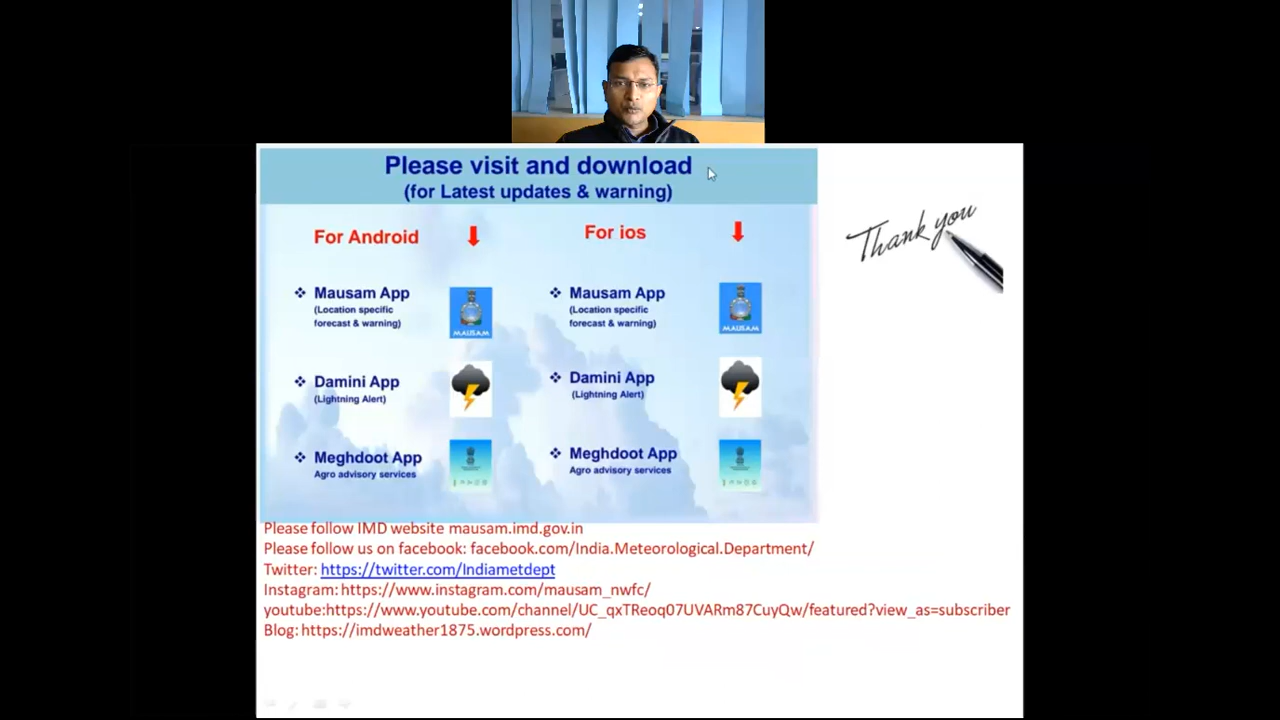 Please visit and download
(for Latest updates & warning)
For Android
For ios
Mausam App
(Location specific
forecast & warning)
MAUSAM
Mausam App
(Location specific
forecast & warning)
MAUSAM
Damini App
(Lightning Alert)
Damini App
(Lightning Alert)
Meghdoot App
Agro advisory services
Meghdoot App
Agro advisory services
Thank you
Please follow IMD website mausam.imd.gov.in
Please follow us on facebook: facebook.com/India.Meteorological.Department/
Twitter: https://twitter.com/Indiametdept
Instagram: https://www.instagram.com/mausam_nwfc/
youtube:https://www.youtube.com/channel/UC_qxTReoq07UVARm87CuyQw/featured?view_as=subscriber
Blog: https://imdweather1875.wordpress.com/